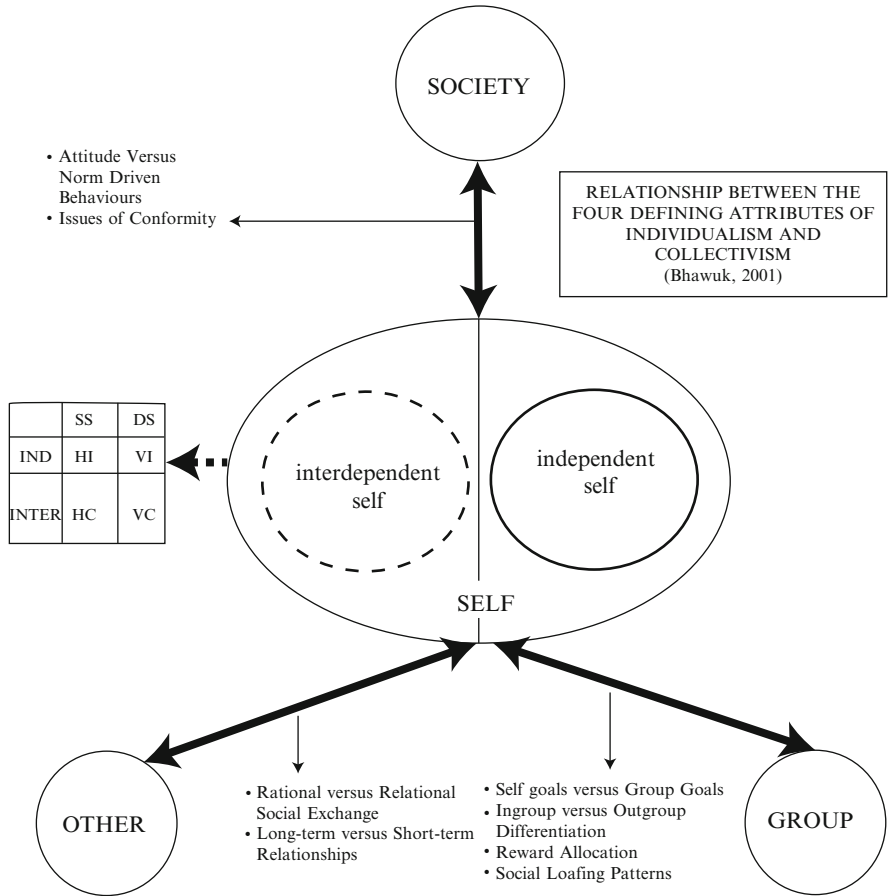 SOCIETY
• Attitude Versus
Norm Driven
Behaviours
• Issues of Conformity
RELATIONSHIP BETWEEN THE
FOUR DEFINING ATTRIBUTES OF
INDIVIDUALISM AND
COLLECTIVISM
(Bhawuk, 2001)
SS DS
IND HI VI
INTER HC VC
interdependent
self
independent
self
SELF
OTHER
• Rational versus Relational
Social Exchange
• Long-term versus Short-term
Relationships
• Self goals versus Group Goals
• Ingroup versus Outgroup
Differentiation
• Reward Allocation
• Social Loafing Patterns
GROUP